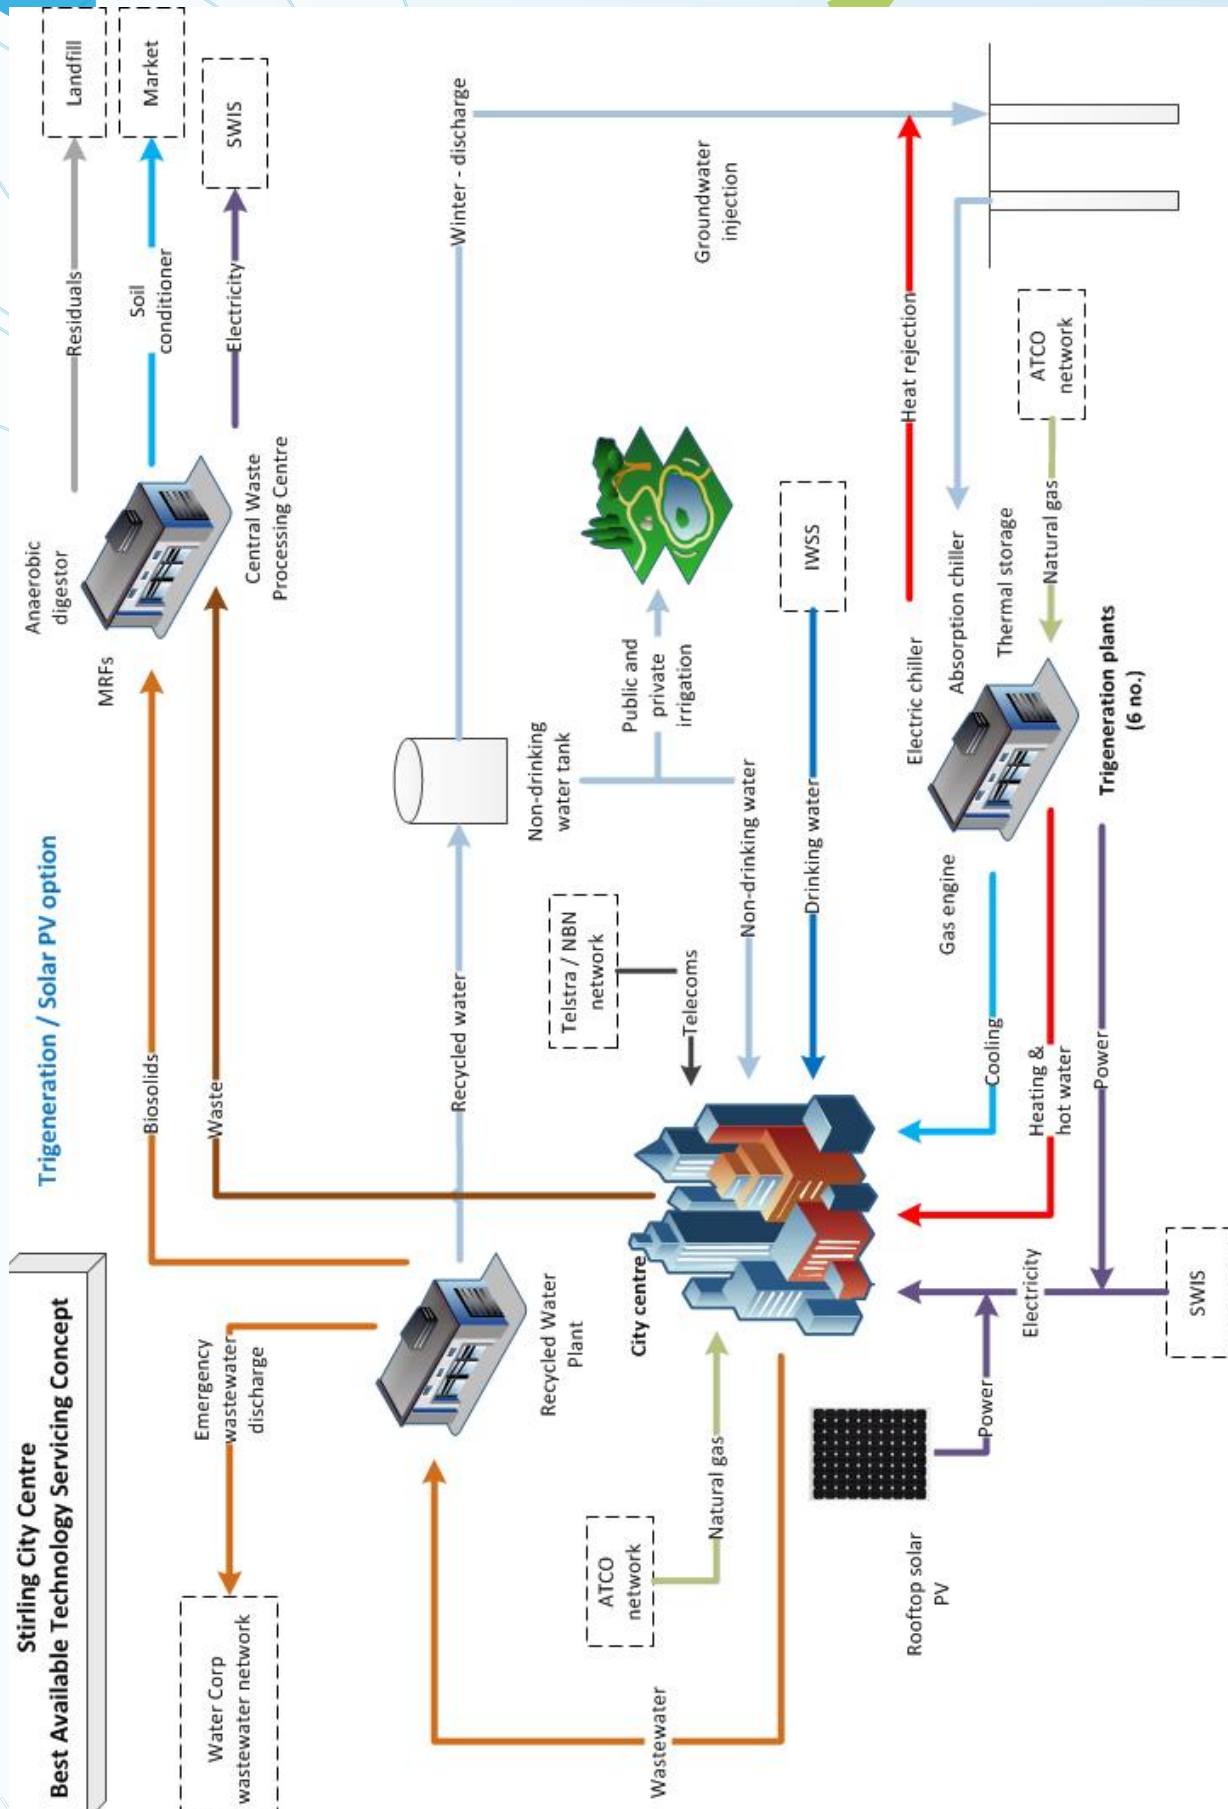 Stirling City Centre
Best Available Technology Servicing Concept
Trigeneration / Solar PV option
Water Corp
wastewater network
Emergency
wastewater
discharge
Biosolids
Waste
MRFs
Anaerobic
digestor
Central Waste
Processing Centre
Residuals
Landfill
Soil
conditioner
Market
Electricity
SWIS
Recycled Water
Plant
Recycled water
Non-drinking
water tank
Winter - discharge
Groundwater
injection
Public and
private
irrigation
Wastewater
ATCO
network
Natural gas
City centre
Telstra / NBN
network
Telecoms
Non-drinking water
Drinking water
IWSS
Rooftop solar
PV
Power
Electricity
SWIS
Cooling
Heating &
hot water
Power
Gas engine
Electric chiller
Absorption chiller
Thermal storage
Trigeneration plants
(6 no.)
Heat rejection
Natural gas
ATCO
network